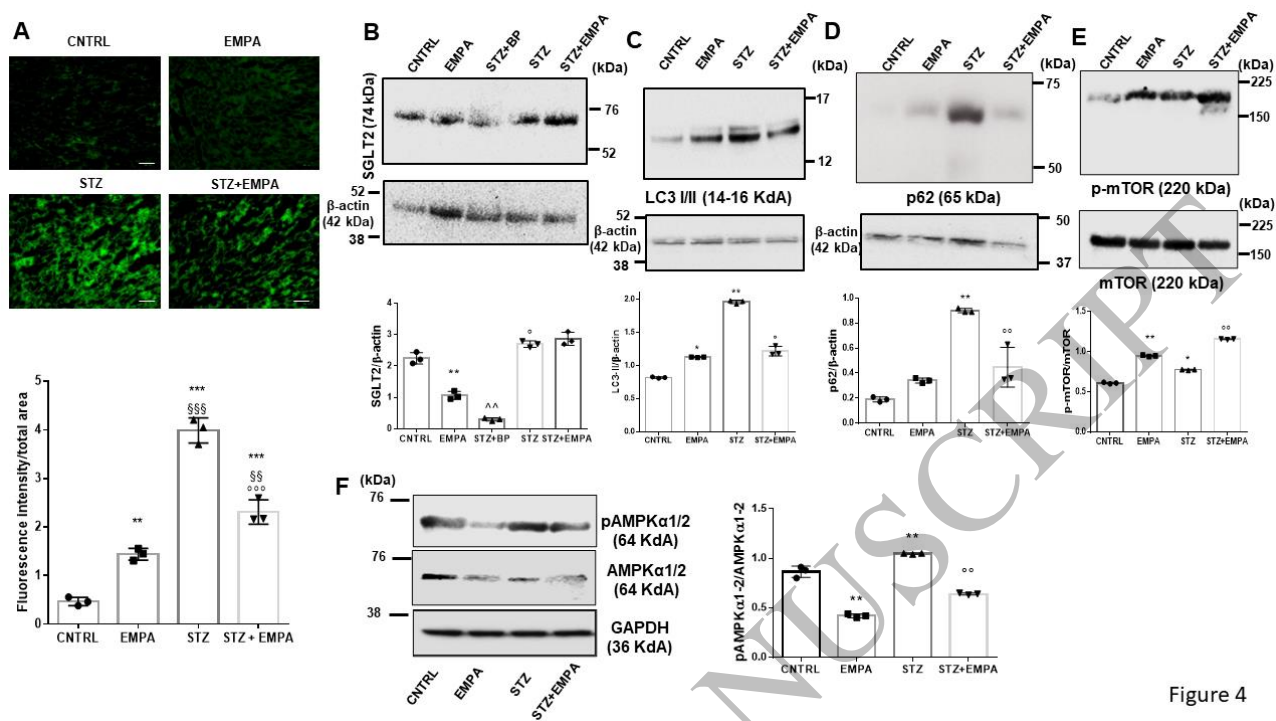 A
CNTRL
EMPA
STZ
STZ+EMPA
Fluorescence intensity/total area
5
4
3
2
1
0
**
***
§§§
***
§§
°°°
CNTRL
EMPA
STZ
STZ + EMPA
B
CNTRL
EMPA
STZ+BP
STZ
STZ+EMPA
(kDa)
SGLT2 (74 kDa)
76
52
52
β-actin
(42 kDa)
38
SGLT2/β-actin
4
3
2
1
0
**
^^
°
CNTRL
EMPA
STZ+BP
STZ
STZ+EMPA
C
CNTRL
EMPA
STZ
STZ+EMPA
(kDa)
17
12
LC3 I/II (14-16 KdA)
52
β-actin
(42 kDa)
38
LC3-II/β-actin
2.0
1.5
1.0
0.5
0.0
*
**
*
CNTRL
EMPA
STZ
STZ+EMPA
D
CNTRL
EMPA
STZ
STZ+EMPA
(kDa)
75
50
p62 (65 kDa)
β-actin
(42 kDa)
50
37
p62/β-actin
1.0
0.8
0.6
0.4
0.2
0.0
**
°°
CNTRL
EMPA
STZ
STZ+EMPA
E
CNTRL
EMPA
STZ
STZ+EMPA
(kDa)
225
150
p-mTOR (220 kDa)
(kDa)
225
150
mTOR (220 kDa)
p-mTOR/mTOR
1.5
1.0
0.5
0.0
**
*
°°
CNTRL
EMPA
STZ
STZ+EMPA
F
(kDa)
76
pAMPKα1/2
(64 KdA)
76
AMPKα1/2
(64 KdA)
38
GAPDH
(36 KdA)
CNTRL
EMPA
STZ
STZ+EMPA
pAMPKα1-2/AMPKα1-2
1.5
1.0
0.5
0.0
**
**
°°
CNTRL
EMPA
STZ
STZ+EMPA
NUSCRIPT
Figure 4